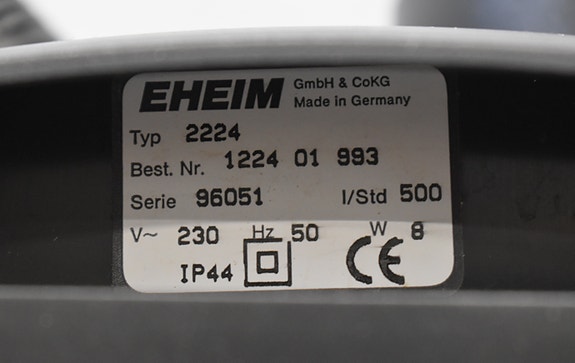 EHEIM GmbH & CoKG
Made in Germany
Typ 2224
Best. Nr. 1224 01 993
Serie 96051 l/Std 500
V~ 230 Hz 50 W 8
IP44 CE